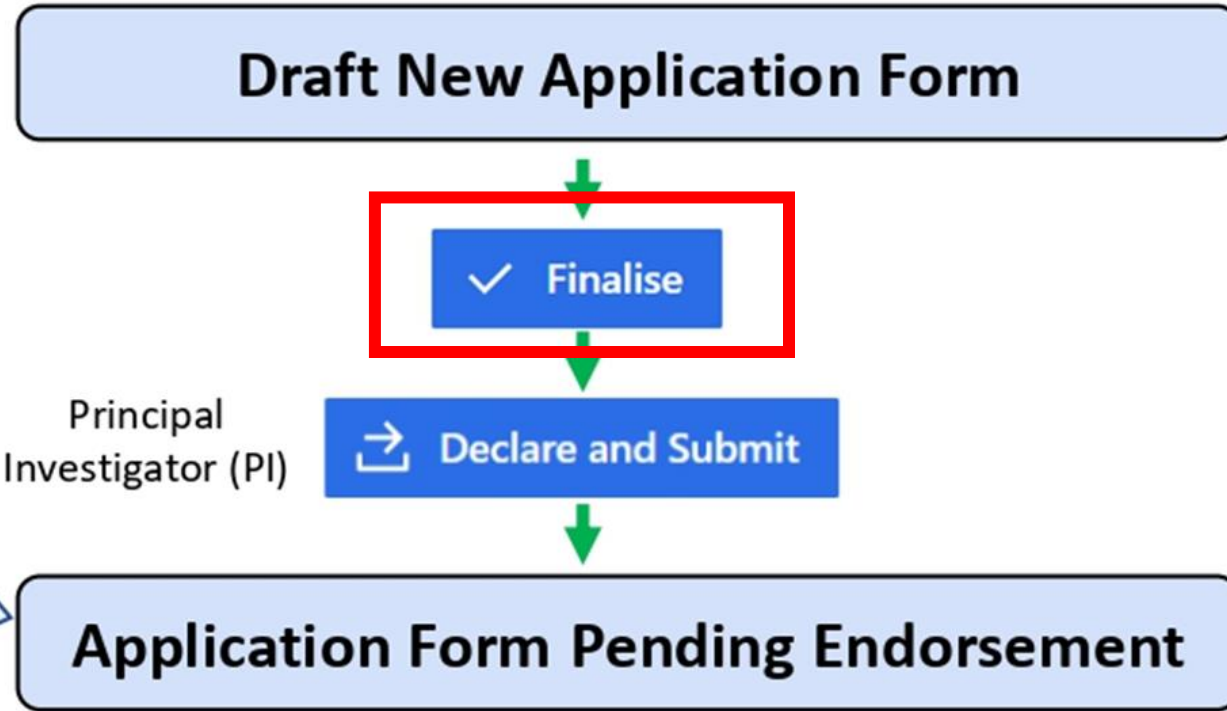 Draft New Application Form
Finalise
Principal
Investigator (PI)
Declare and Submit
Application Form Pending Endorsement